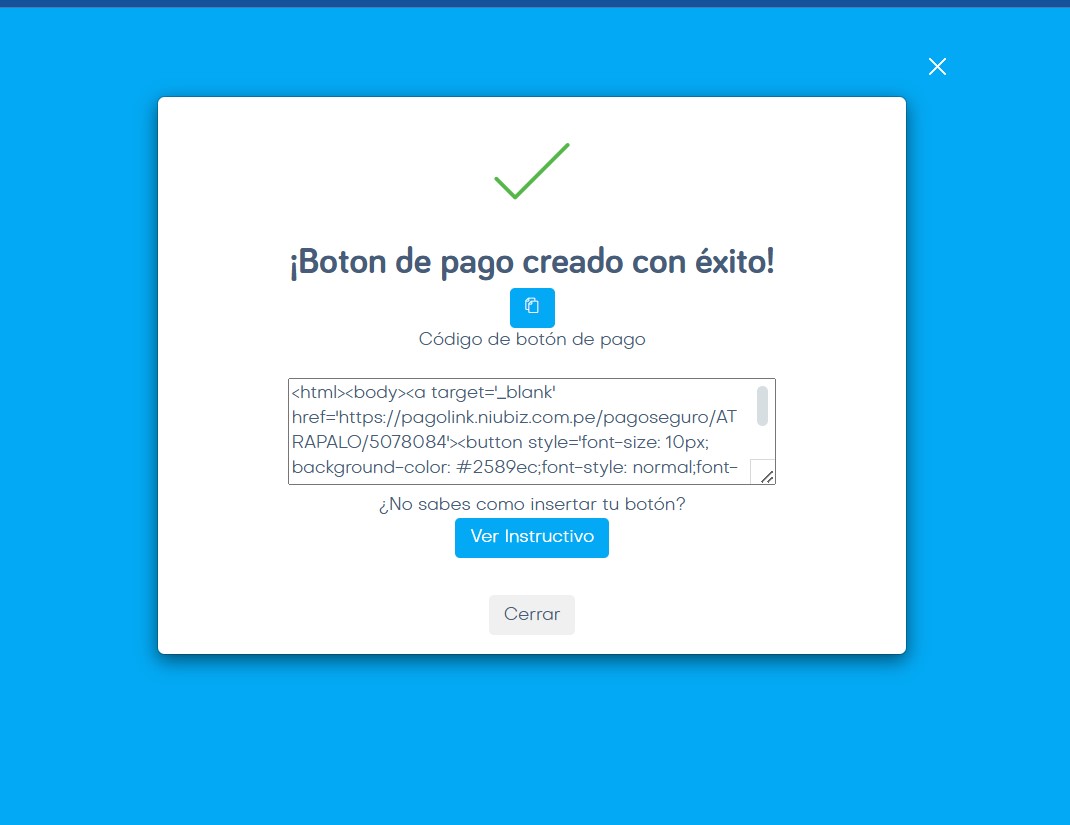 ¡Boton de pago creado con éxito!
Código de botón de pago
<html><body><a target='_blank'
href='https://pagolink.niubiz.com.pe/pagoseguro/AT
RAPALO/5078084'><button style='font-size: 10px;
background-color: #2589ec;font-style: normal;font-
¿No sabes como insertar tu botón?
Ver Instructivo
Cerrar